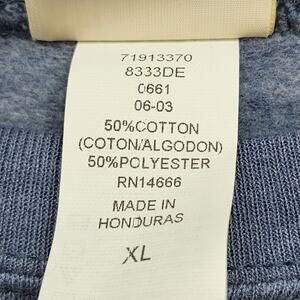 71913370
8333DE
0661
06-03
50%COTTON
(COTON/ALGODON)
50%POLYESTER
RN14666
MADE IN
HONDURAS
XL